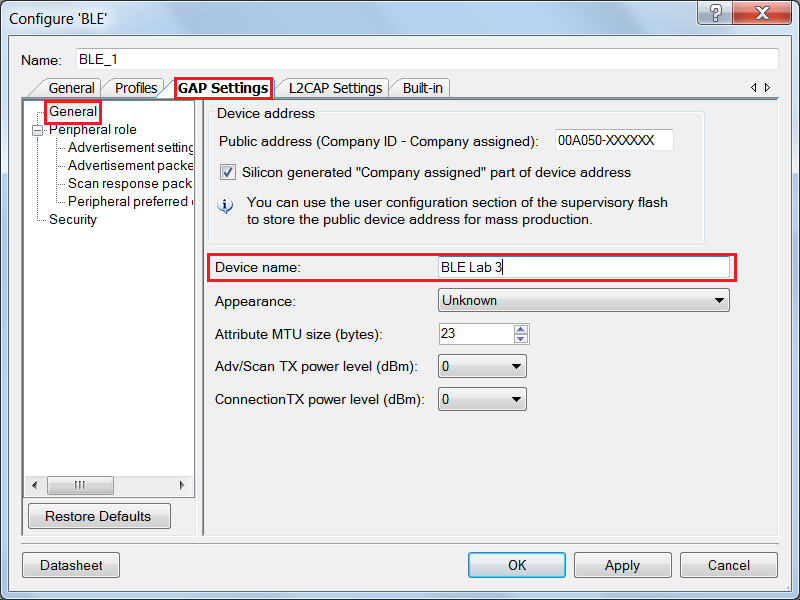 Configure 'BLE'
Name: BLE_1
General Profiles GAP Settings L2CAP Settings Built-in
General
Peripheral role
Advertisement setting
Advertisement packe
Scan response pack
Peripheral preferred
Security
Restore Defaults
Device address
Public address (Company ID - Company assigned): 00A050-XXXXXX
Silicon generated "Company assigned" part of device address
You can use the user configuration section of the supervisory flash
to store the public device address for mass production.
Device name: BLE Lab 3
Appearance: Unknown
Attribute MTU size (bytes): 23
Adv/Scan TX power level (dBm): 0
ConnectionTX power level (dBm): 0
Datasheet OK Apply Cancel